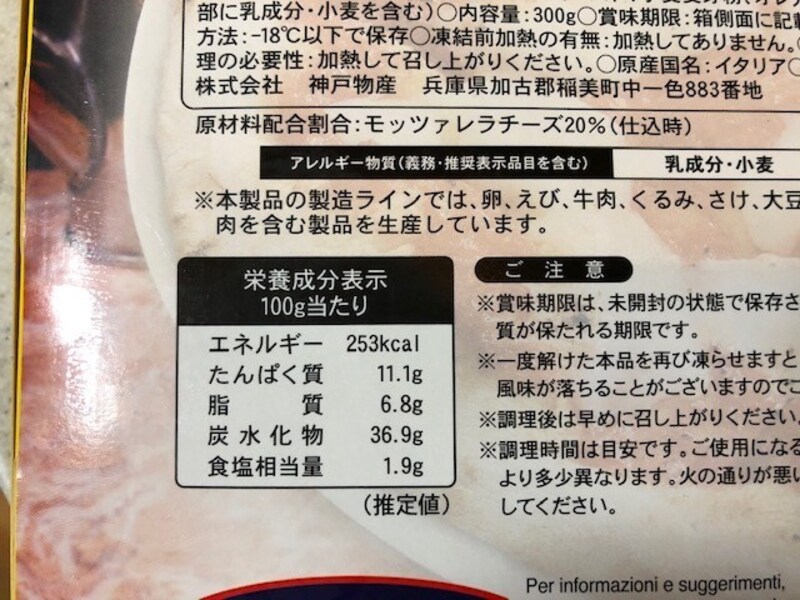 部に乳成分・小麦を含む)○内容量:300g○賞味期限:箱側面に記
方法:-18℃以下で保存○凍結前加熱の有無:加熱してありません。
理の必要性:加熱して召し上がりください。○原産国名:イタリア○
株式会社 神戸物産 兵庫県加古郡稲美町中一色883番地
原材料配合割合:モッツァレラチーズ20%(仕込時)
アレルギー物質(義務・推奨表示品目を含む) 乳成分・小麦
※本製品の製造ラインでは、卵、えび、牛肉、くるみ、さけ、大豆
肉を含む製品を生産しています。
栄養成分表示
100g当たり
エネルギー 253kcal
たんぱく質 11.1g
脂質 6.8g
炭水化物 36.9g
食塩相当量 1.9g
(推定値)
ご注意
※賞味期限は、未開封の状態で保存さ
質が保たれる期限です。
※一度解けた本品を再び凍らせますと
風味が落ちることがございますのでご
※調理後は早めに召し上がりください。
※調理時間は目安です。ご使用になる
より多少異なります。火の通りが悪い
してください。
Per informazioni e suggerimenti,